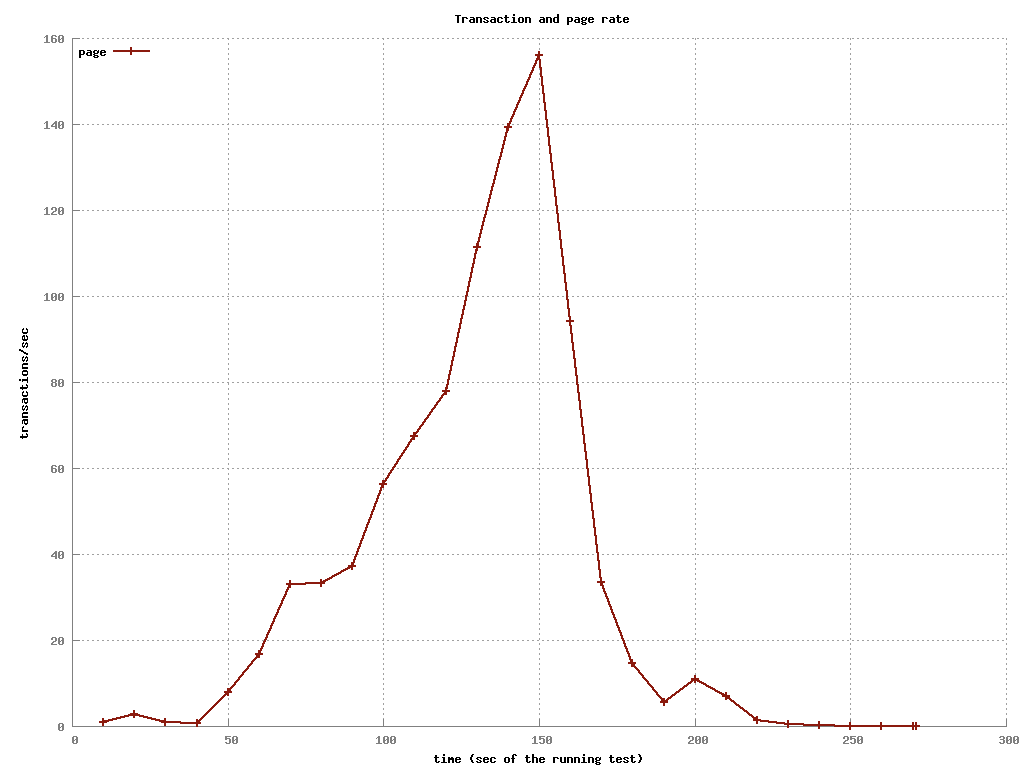 Transaction and page rate
page
160
140
120
100
80
60
40
20
0
transactions/sec
0 50 100 150 200 250 300
time (sec of the running test)